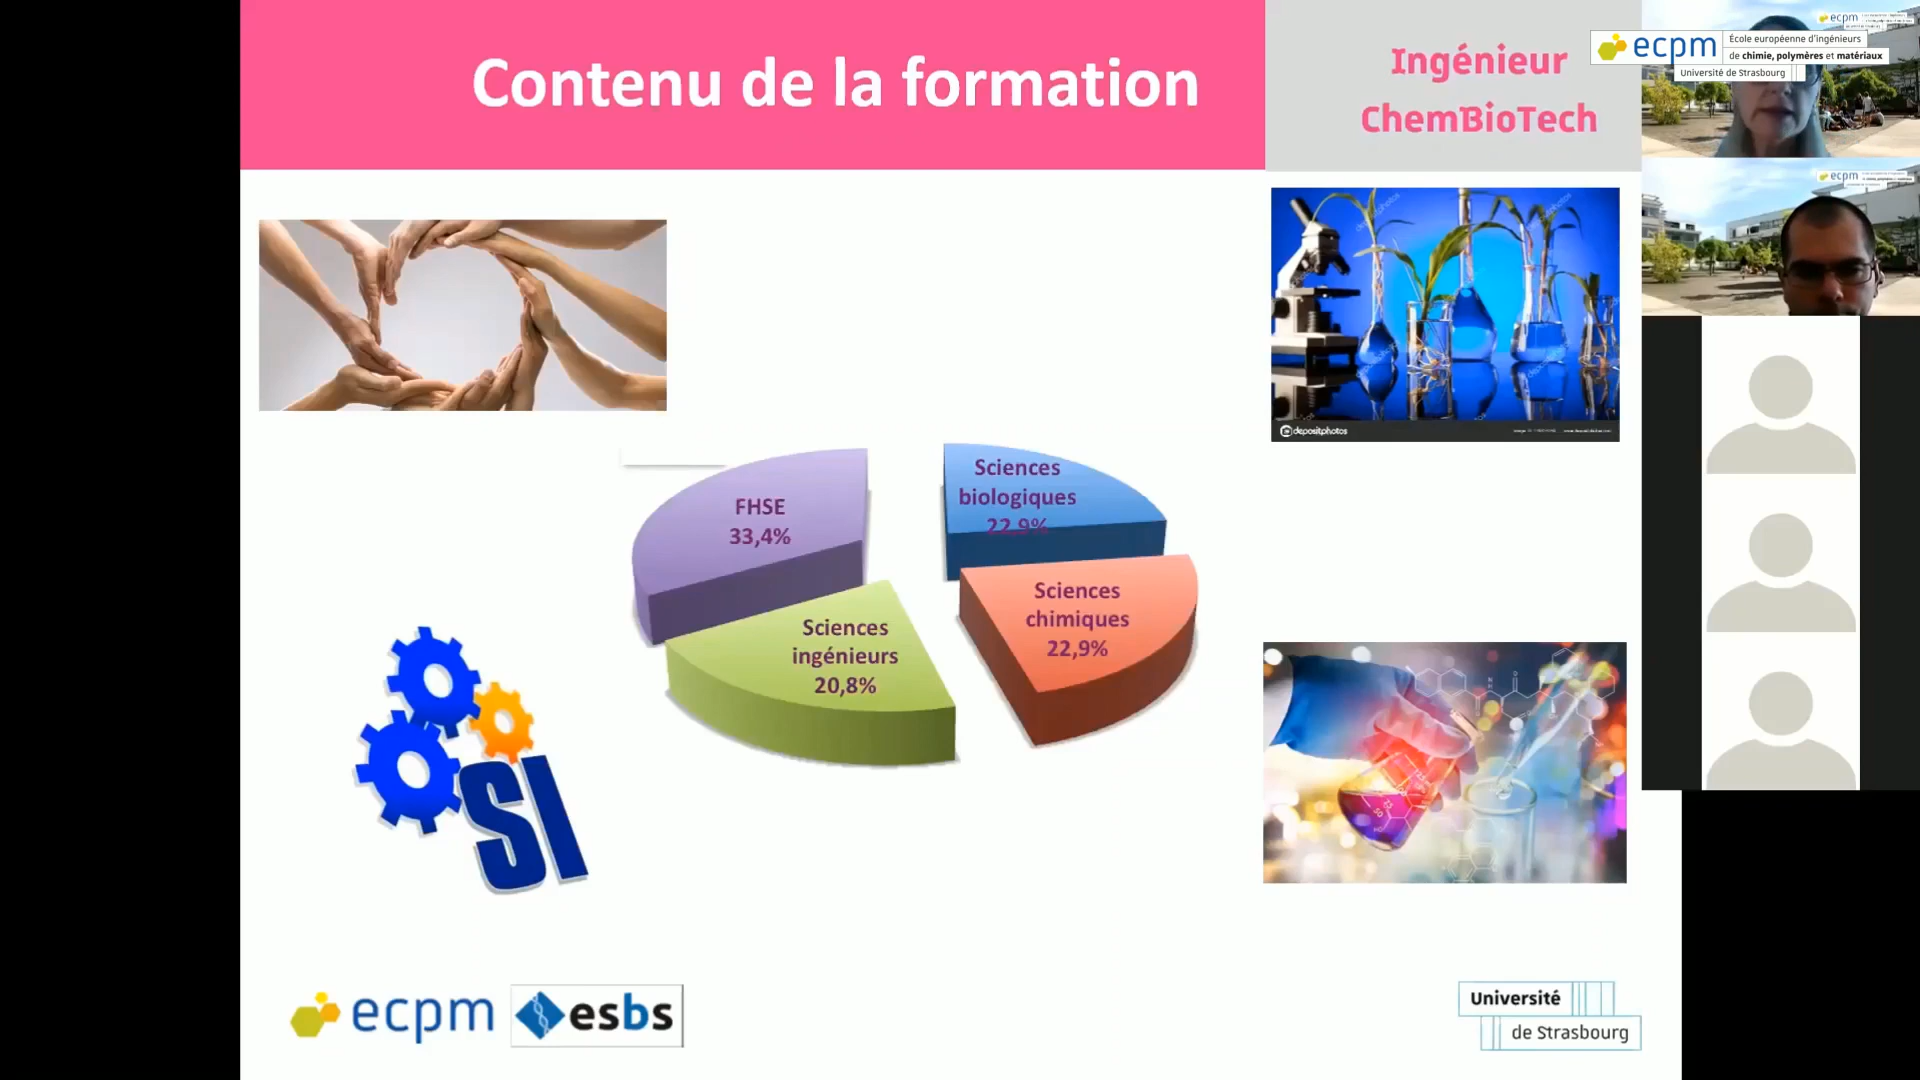 Contenu de la formation
Ingénieur
ChemBioTech
ecpm
École européenne d'ingénieurs
de chimie, polymères et matériaux
Université de Strasbourg
ecpm
ecpm
depositphotos
FHSE
33,4%
Sciences
biologiques
22,9%
Sciences
chimiques
22,9%
Sciences
ingénieurs
20,8%
SI
ecpm
esbs
Université
de Strasbourg